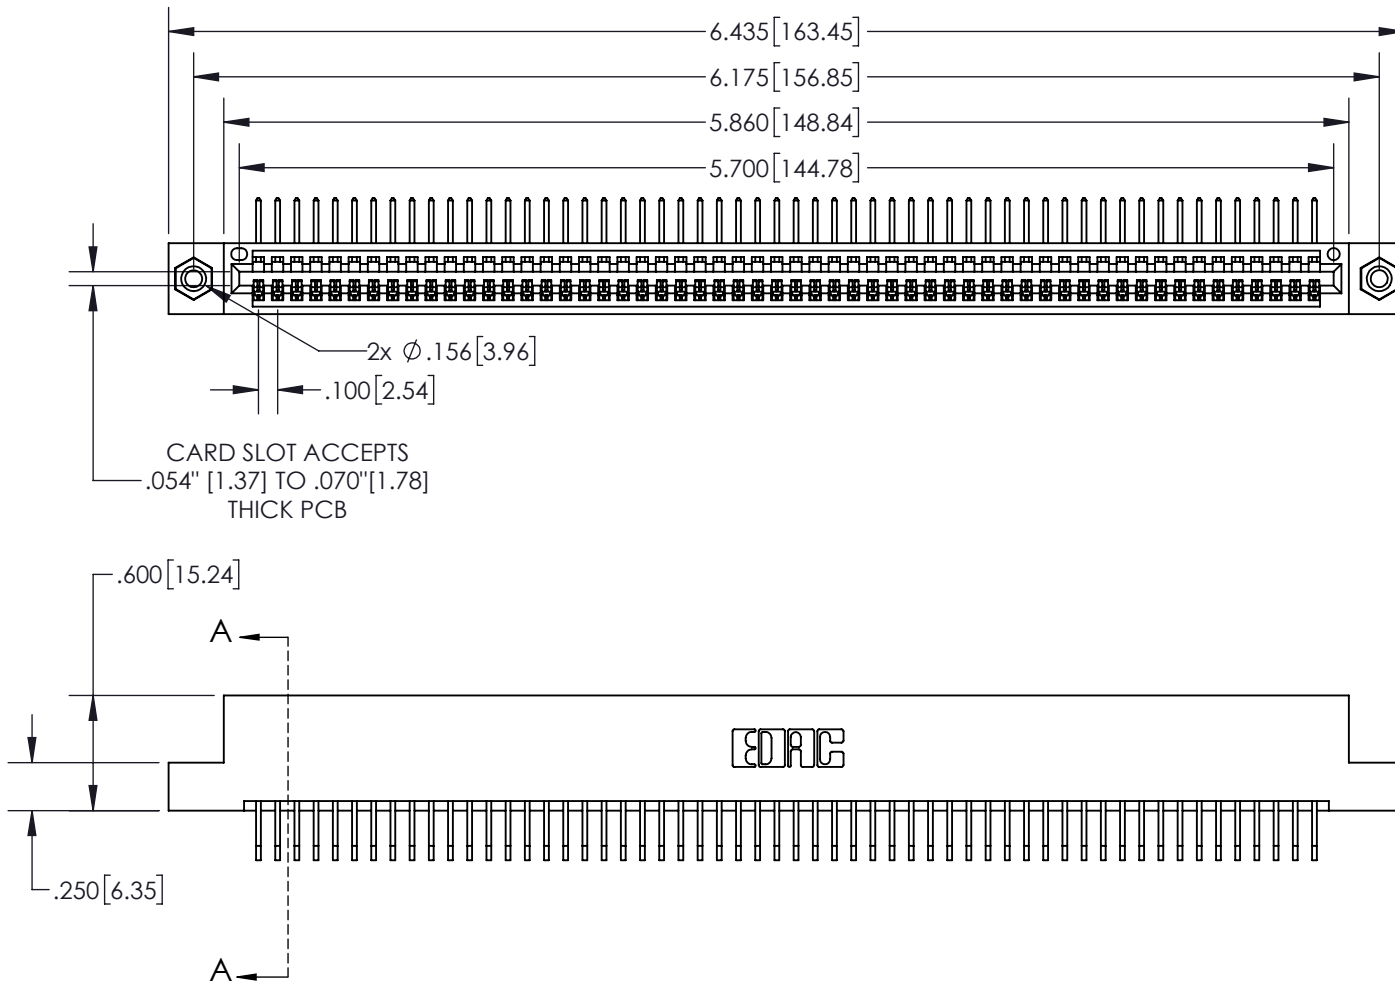 6.435[163.45]
6.175[156.85]
5.860[148.84]
5.700[144.78]
2x Ø.156[3.96]
.100[2.54]
CARD SLOT ACCEPTS
.054" [1.37] TO .070"[1.78]
THICK PCB
.600[15.24]
A
EDAC
.250[6.35]
A